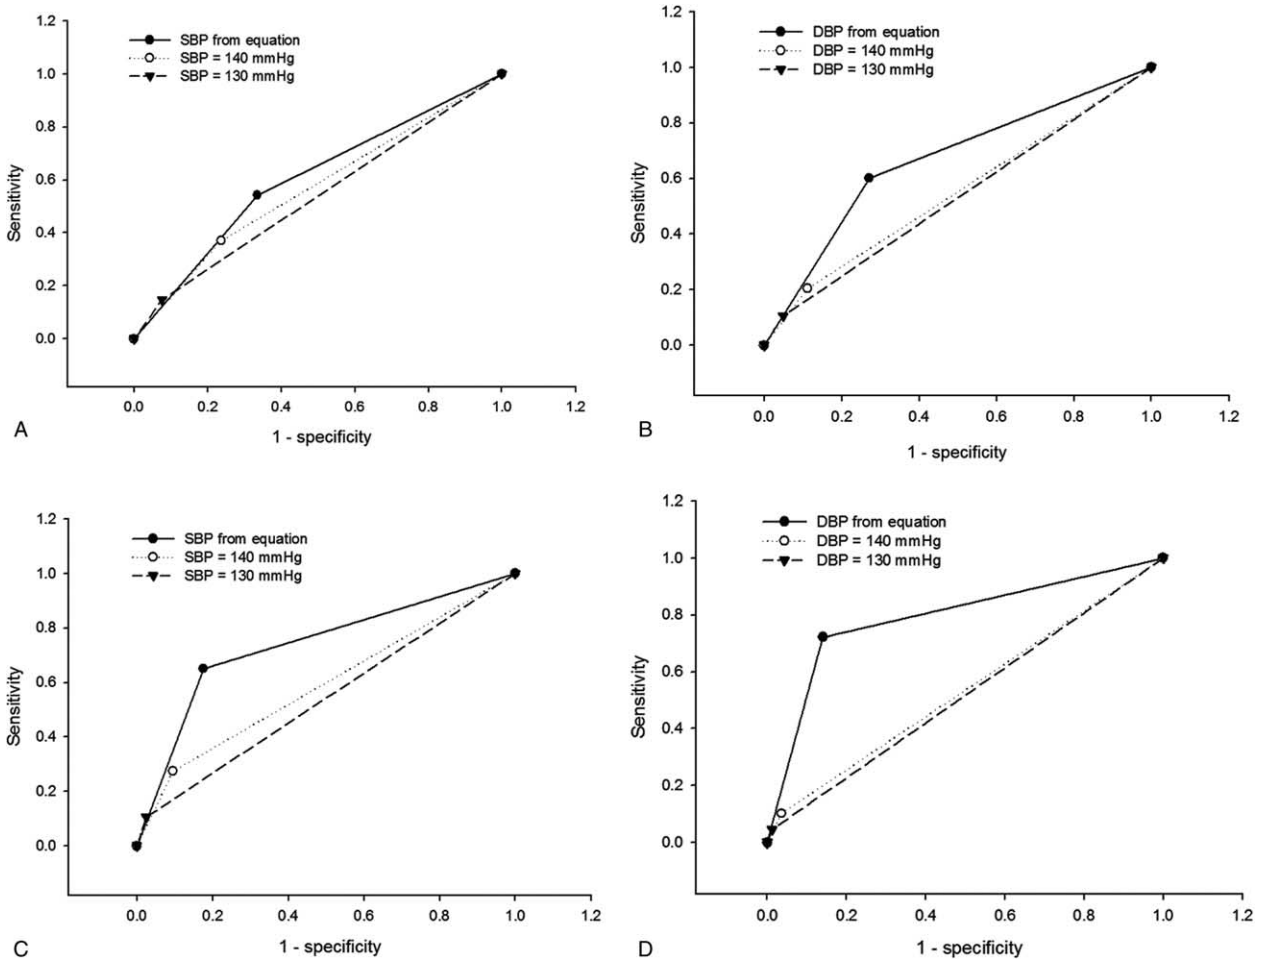 1.2
1.0
0.8
0.6
0.4
0.2
0.0
Sensitivity
SBP from equation
SBP = 140 mmHg
SBP = 130 mmHg
0.0 0.2 0.4 0.6 0.8 1.0 1.2
1 - specificity
A
1.2
1.0
0.8
0.6
0.4
0.2
0.0
Sensitivity
DBP from equation
DBP = 140 mmHg
DBP = 130 mmHg
0.0 0.2 0.4 0.6 0.8 1.0 1.2
1 - specificity
B
1.2
1.0
0.8
0.6
0.4
0.2
0.0
Sensitivity
SBP from equation
SBP = 140 mmHg
SBP = 130 mmHg
0.0 0.2 0.4 0.6 0.8 1.0 1.2
1 - specificity
C
1.2
1.0
0.8
0.6
0.4
0.2
0.0
Sensitivity
DBP from equation
DBP = 140 mmHg
DBP = 130 mmHg
0.0 0.2 0.4 0.6 0.8 1.0 1.2
1 - specificity
D